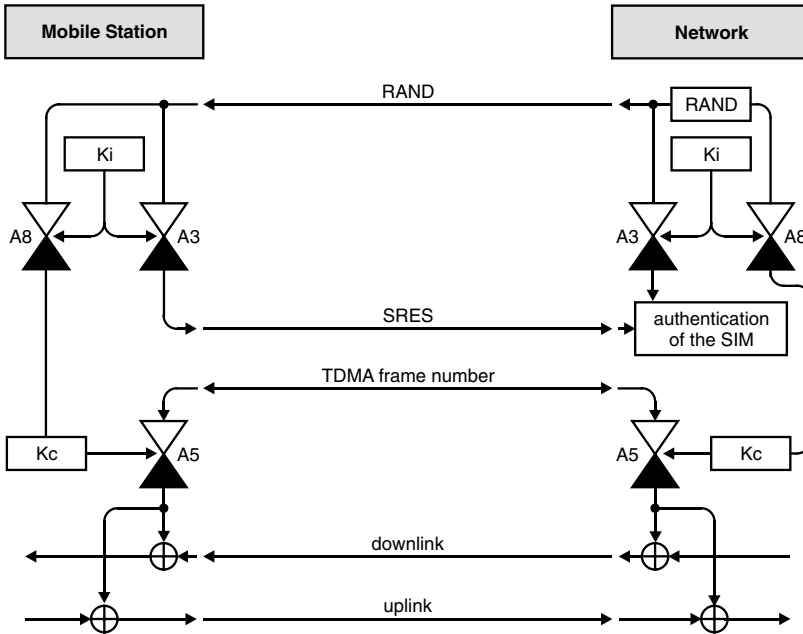 Mobile Station
Network
RAND
RAND
Ki
Ki
A8
A3
A3
A8
SRES
authentication
of the SIM
TDMA frame number
Kc
A5
A5
Kc
downlink
uplink